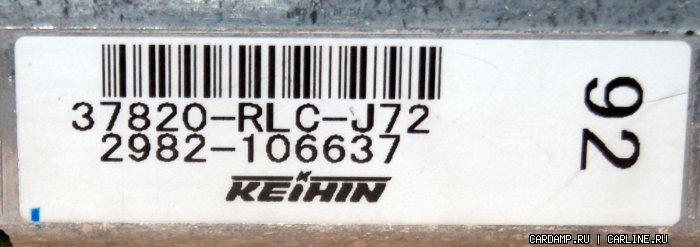 37820-RLC-J72
2982-106637
KEIHIN
92
CARDAMP.RU | CARLINE.RU